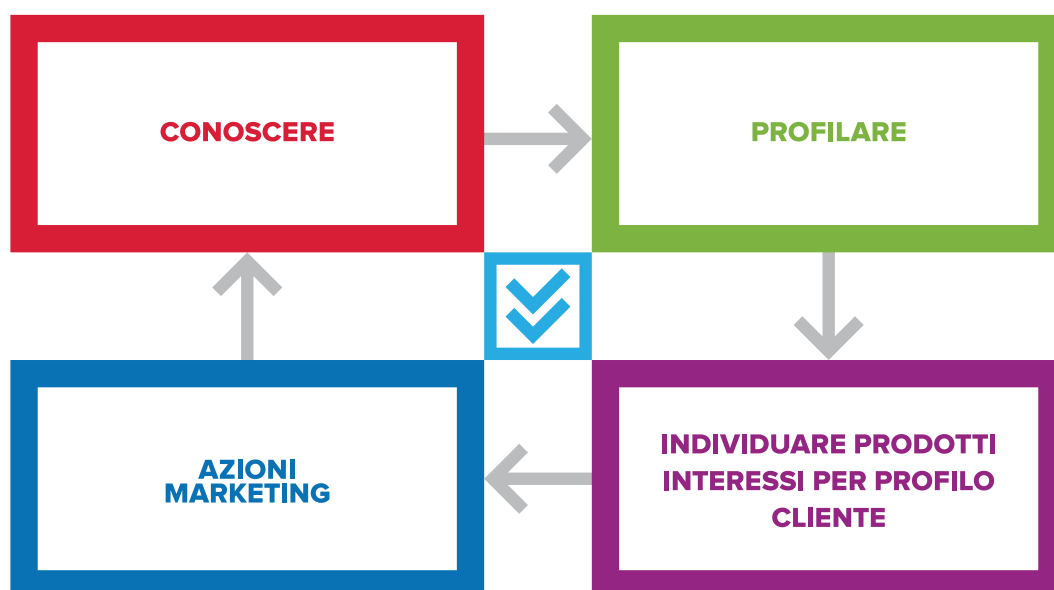 CONOSCERE
PROFILARE
INDIVIDUARE PRODOTTI
INTERESSI PER PROFILO
CLIENTE
AZIONI
MARKETING